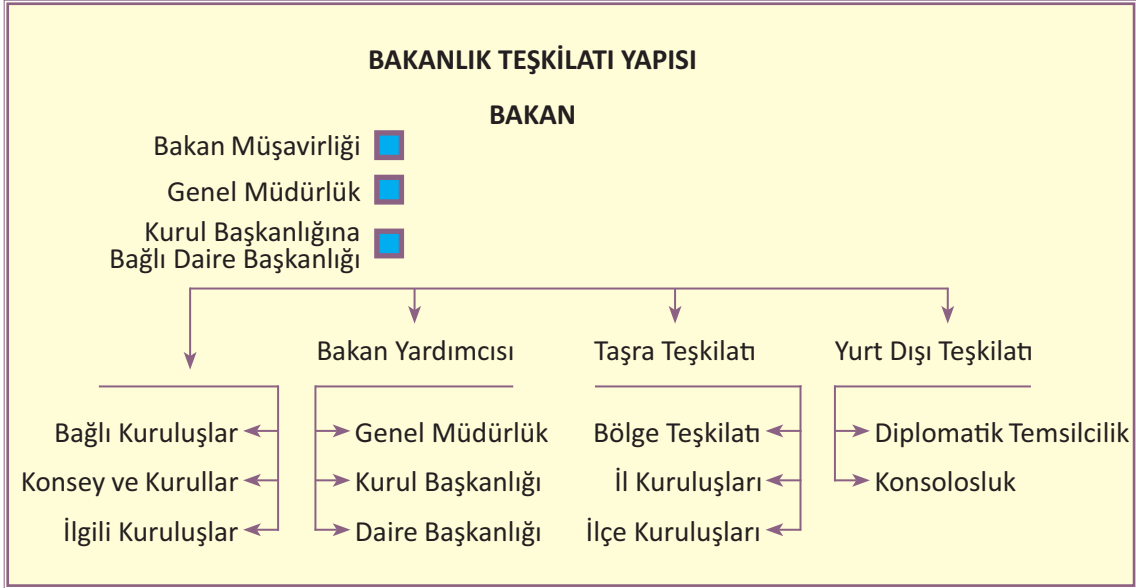 BAKANLIK TEŞKİLATI YAPISI
BAKAN
Bakan Müşavirliği
Genel Müdürlük
Kurul Başkanlığına
Bağlı Daire Başkanlığı
Bakan Yardımcısı
Taşra Teşkilatı
Yurt Dışı Teşkilatı
Bağlı Kuruluşlar
Konsey ve Kurullar
İlgili Kuruluşlar
Genel Müdürlük
Kurul Başkanlığı
Daire Başkanlığı
Bölge Teşkilatı
İl Kuruluşları
İlçe Kuruluşları
Diplomatik Temsilcilik
Konsolosluk